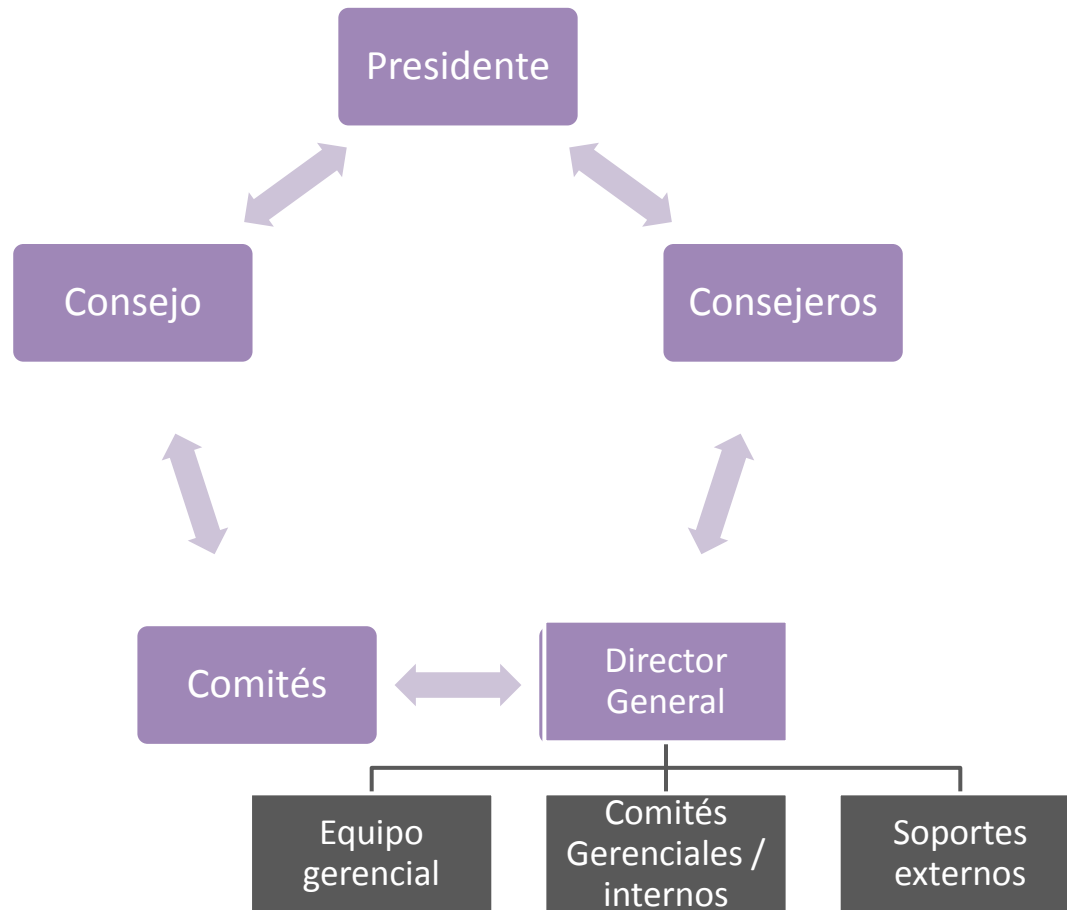 Presidente
Consejo
Consejeros
Comités
Director
General
Equipo
gerencial
Comités
Gerenciales /
internos
Soportes
externos